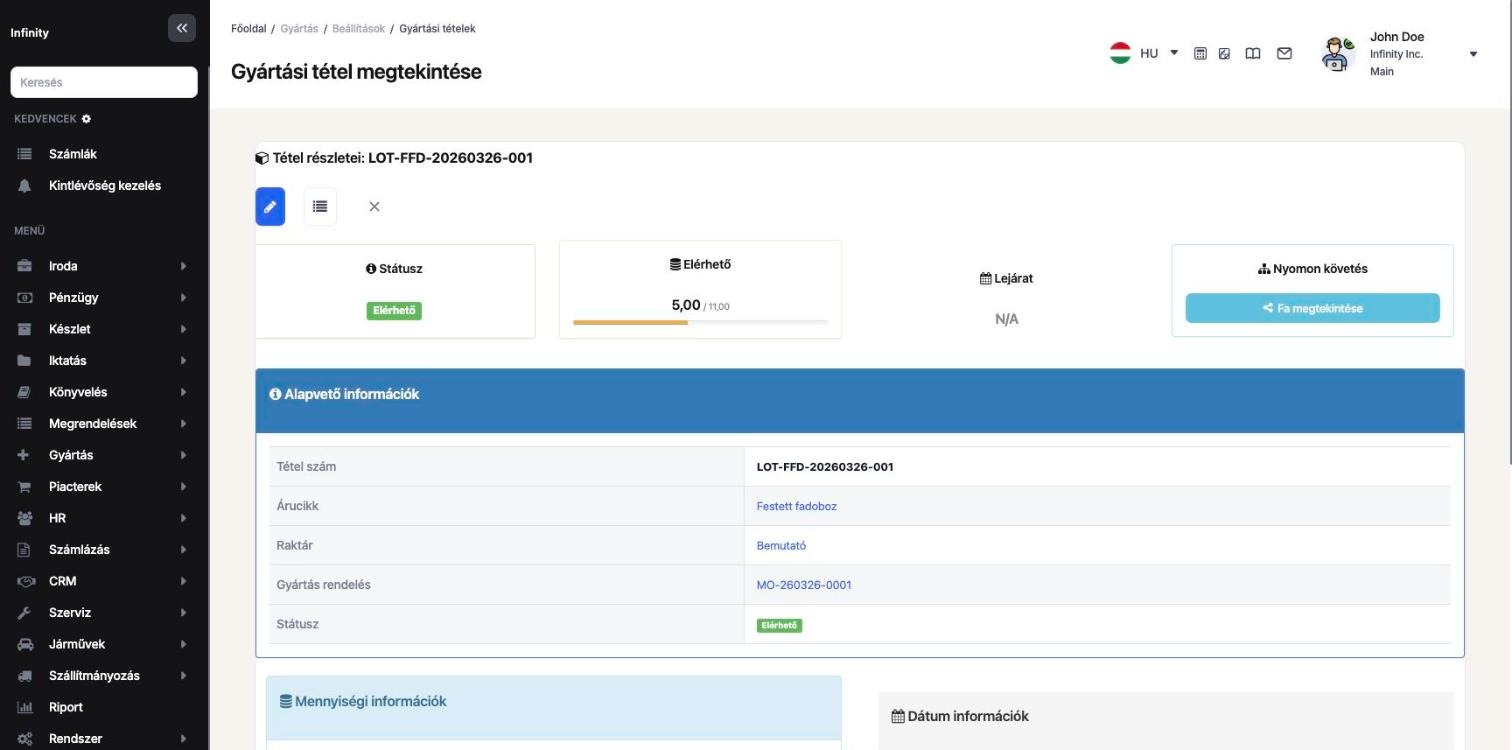 Infinity
Keresés
KEDVENCEK
Számlák
Kintlévőség kezelés
MENÜ
Iroda
Pénzügy
Készlet
Iktatás
Könyvelés
Megrendelések
Gyártás
Piacterek
HR
Számlázás
CRM
Szerviz
Járművek
Szállítmányozás
Riport
Rendszer
Főoldal / Gyártás / Beállítások / Gyártási tételek
Gyártási tétel megtekintése
HU
John Doe
Infinity Inc.
Main
Tétel részletei: LOT-FFD-20260326-001
Státusz
Elérhető
Elérhető
5,00 / 11,00
Lejárat
N/A
Nyomon követés
Fa megtekintése
Alapvető információk
Tétel szám LOT-FFD-20260326-001
Árucikk Festett fadoboz
Raktár Bemutató
Gyártás rendelés MO-260326-0001
Státusz Elérhető
Mennyiségi információk
Dátum információk